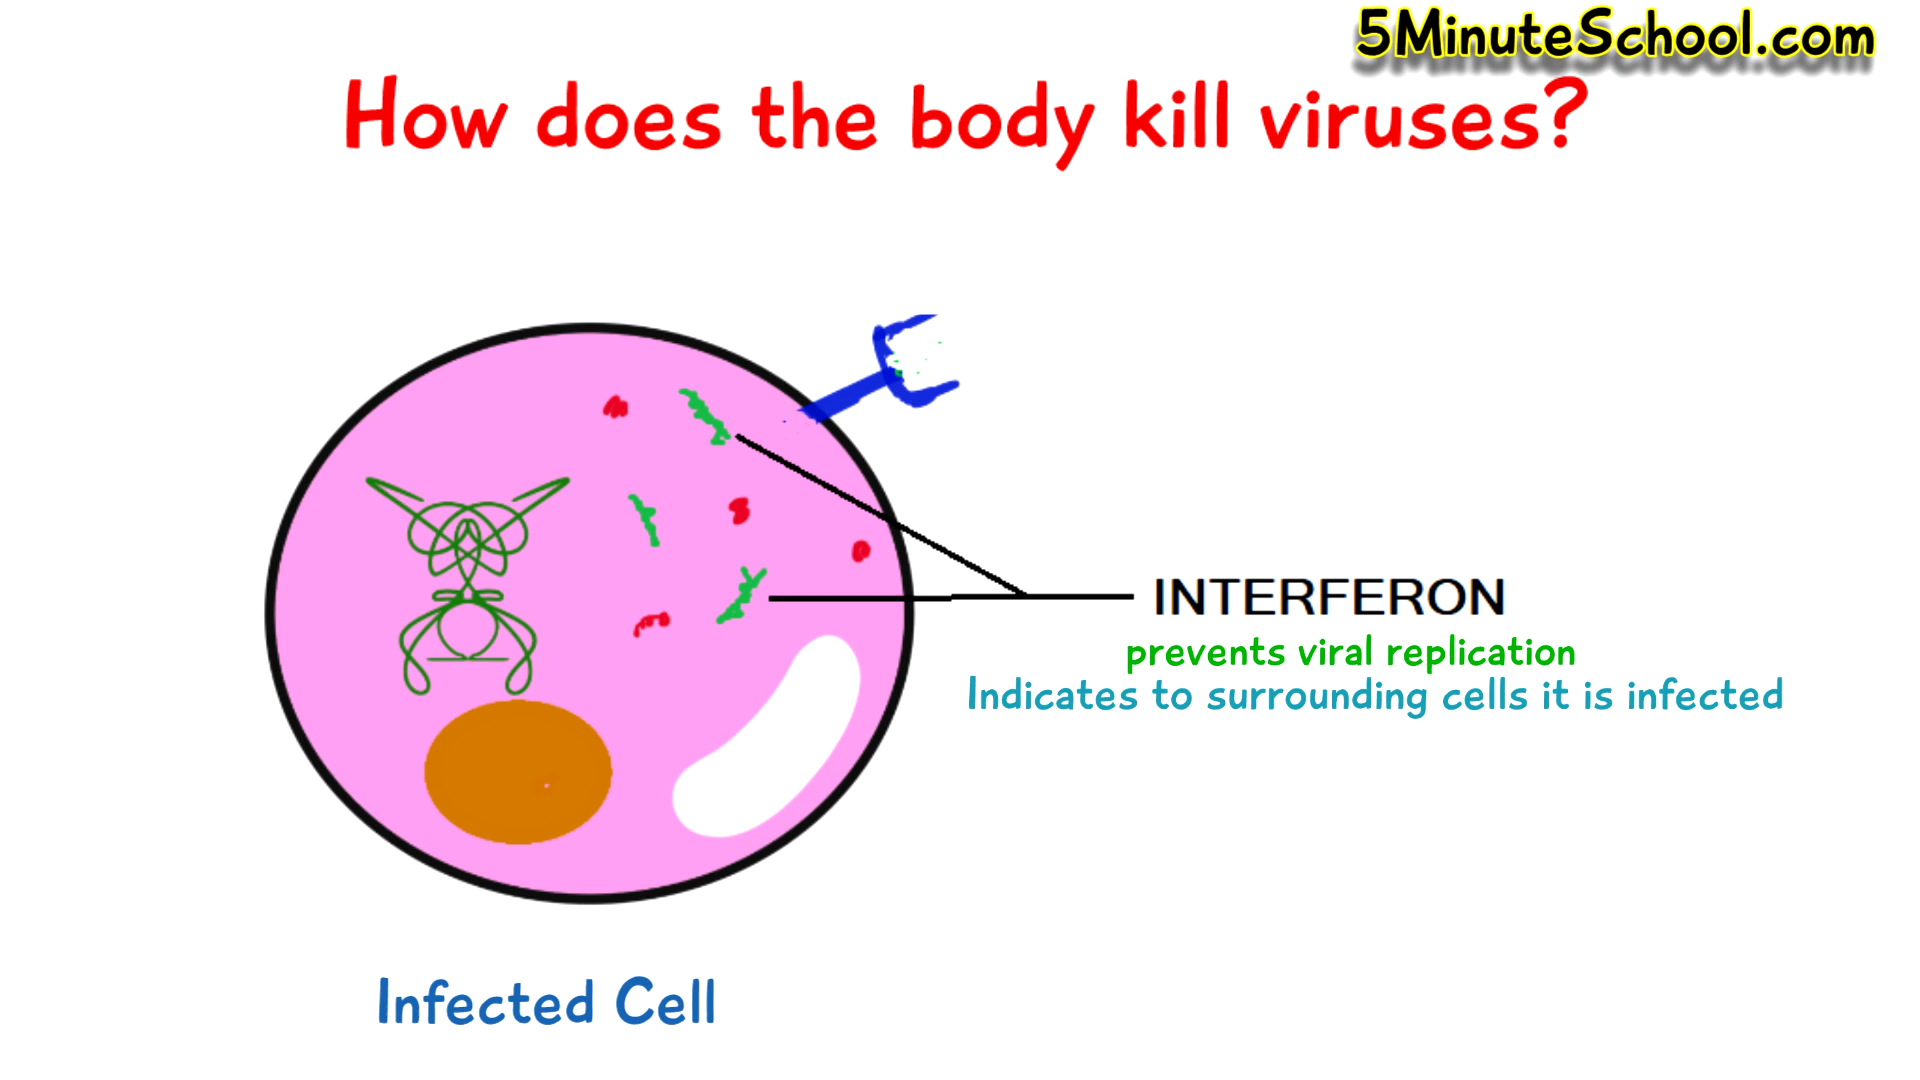 5MinuteSchool.com
How does the body kill viruses?
INTERFERON
prevents viral replication
Indicates to surrounding cells it is infected
Infected Cell